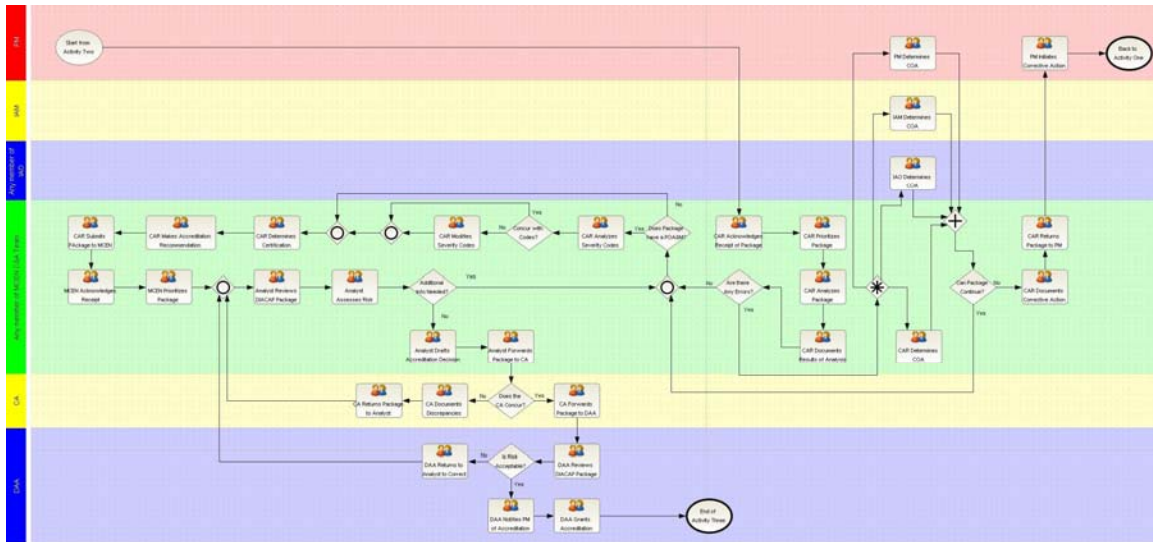 PM
Start from
Activity Two
PM Determines
COA
PM Initiates
Corrective Action
Back to
Activity One
IAM
IAM Determines
COA
Any member of
IAO
IAO Determines
COA
Any member of MCEN C&A Team
CAR Submits
PAckage to MCEN
CAR Makes Accreditation
Recommendation
CAR Determines
Certification
CAR Modifies
Severity Codes
No
Concur with
Codes?
Yes
CAR Analyzes
Severity Codes
Yes
Does Package
have a POA&M?
No
CAR Acknowledges
Receipt of Package
CAR Prioritizes
Package
CAR Returns
Package to PM
MCEN Acknowledges
Receipt
MCEN Prioritizes
Package
Analyst Reviews
DIACAP Package
Analyst
Assesses Risk
Additional
Info Needed?
Yes
No
No
Are there
Any Errors?
Yes
CAR Analyzes
Package
Can Package
Continue?
No
Yes
CAR Documents
Corrective Action
Analyst Drafts
Accreditation Decision
Analyst Forwards
Package to CA
CAR Documents
Results of Analysis
CAR Determines
COA
CA
CA Returns Package
to Analyst
CA Documents
Discrepancies
No
Does the
CA Concur?
Yes
CA Forwards
Package to DAA
DAA
DAA Returns to
Analyst to Correct
No
Is Risk
Acceptable?
Yes
DAA Reviews
DIACAP Package
DAA Notifies PM
of Accreditation
DAA Grants
Accreditation
End of
Activity Three